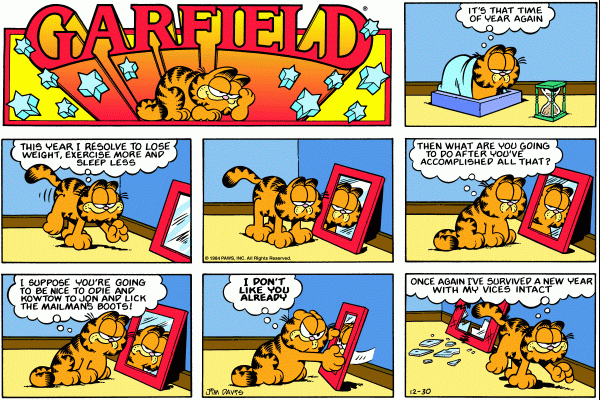 GARFIELD®
IT'S THAT TIME
OF YEAR AGAIN
THIS YEAR I RESOLVE TO LOSE
WEIGHT, EXERCISE MORE AND
SLEEP LESS
© 1984 PAWS, INC. All Rights Reserved.
THEN WHAT ARE YOU GOING
TO DO AFTER YOU'VE
ACCOMPLISHED ALL THAT?
I SUPPOSE YOU'RE GOING
TO BE NICE TO ODIE AND
KOWTOW TO JON AND LICK
THE MAILMAN'S BOOTS!
I DON'T
LIKE YOU
ALREADY
JIM DAVIS
ONCE AGAIN I'VE SURVIVED A NEW YEAR
WITH MY VICES INTACT
12-30